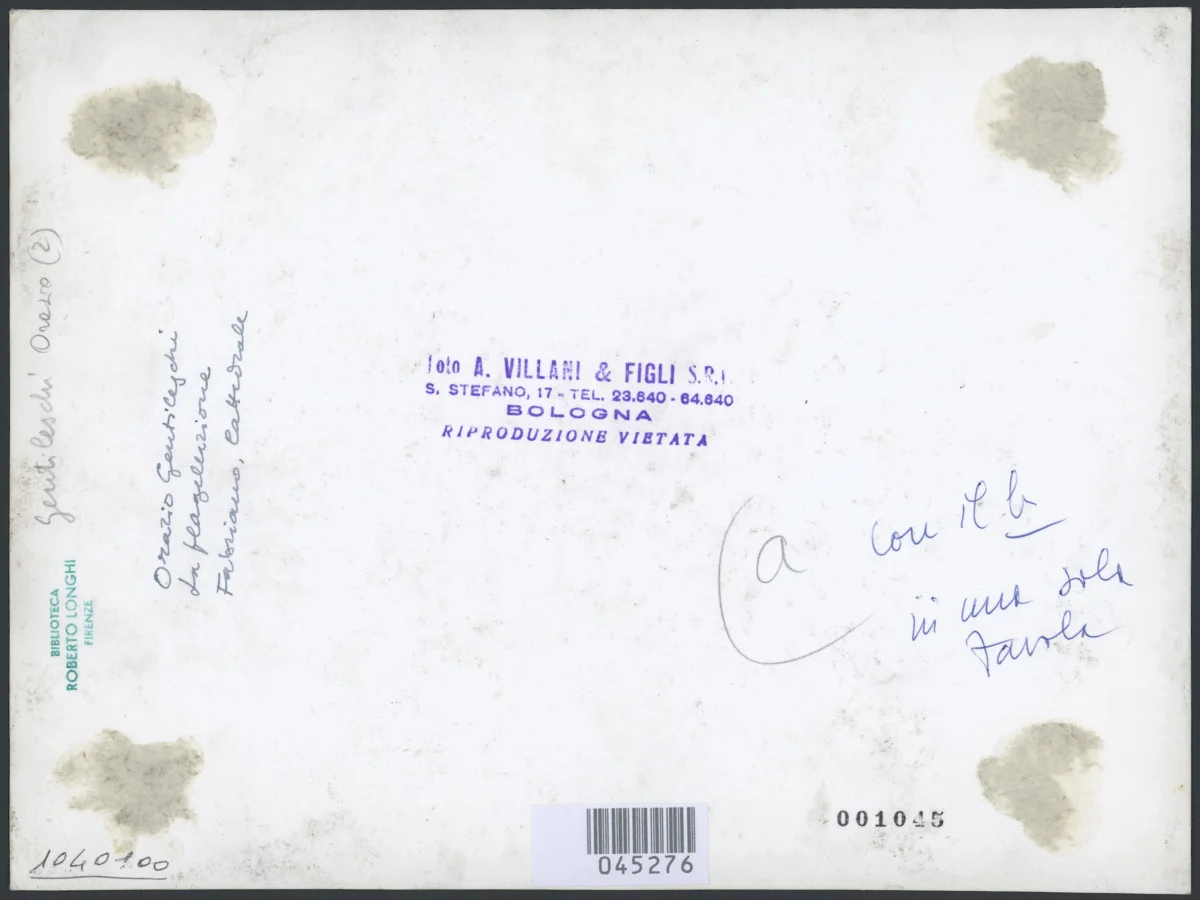 Gentileschi Orazio (2)
BIBLIOTECA
ROBERTO LONGHI
FIRENZE
Orazio Gentileschi
La flagellazione
Fabriano, Cattedrale
foto A. VILLANI & FIGLI S.R.L.
S. STEFANO, 17 - TEL. 23.640 - 64.640
BOLOGNA
RIPRODUZIONE VIETATA
a
con il b
in una sola
tavola
1040100
045276
001045